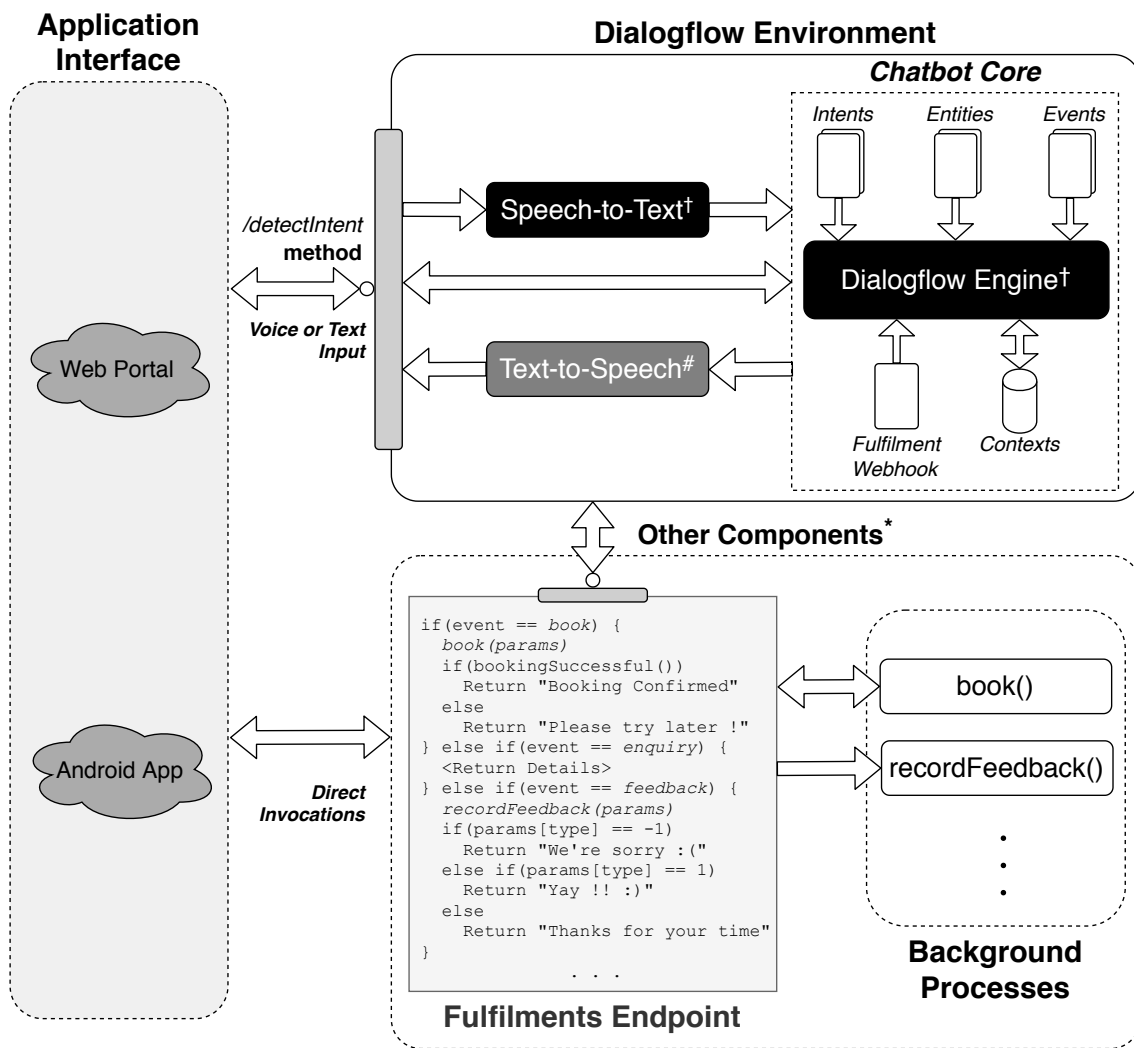 Application
Interface
Web Portal
Android App
/detectIntent
method
Voice or Text
Input
Direct
Invocations
Dialogflow Environment
Chatbot Core
Intents
Entities
Events
Speech-to-Text†
Dialogflow Engine†
Text-to-Speech#
Fulfilment
Webhook
Contexts
Other Components*
if(event == book) {
book(params)
if(bookingSuccessful())
Return "Booking Confirmed"
else
Return "Please try later !"
} else if(event == enquiry) {
<Return Details>
} else if(event == feedback) {
recordFeedback(params)
if(params[type] == -1)
Return "We're sorry :("
else if(params[type] == 1)
Return "Yay !! :)"
else
Return "Thanks for your time"
}
. . .
Fulfilments Endpoint
book()
recordFeedback()
.
.
.
Background
Processes